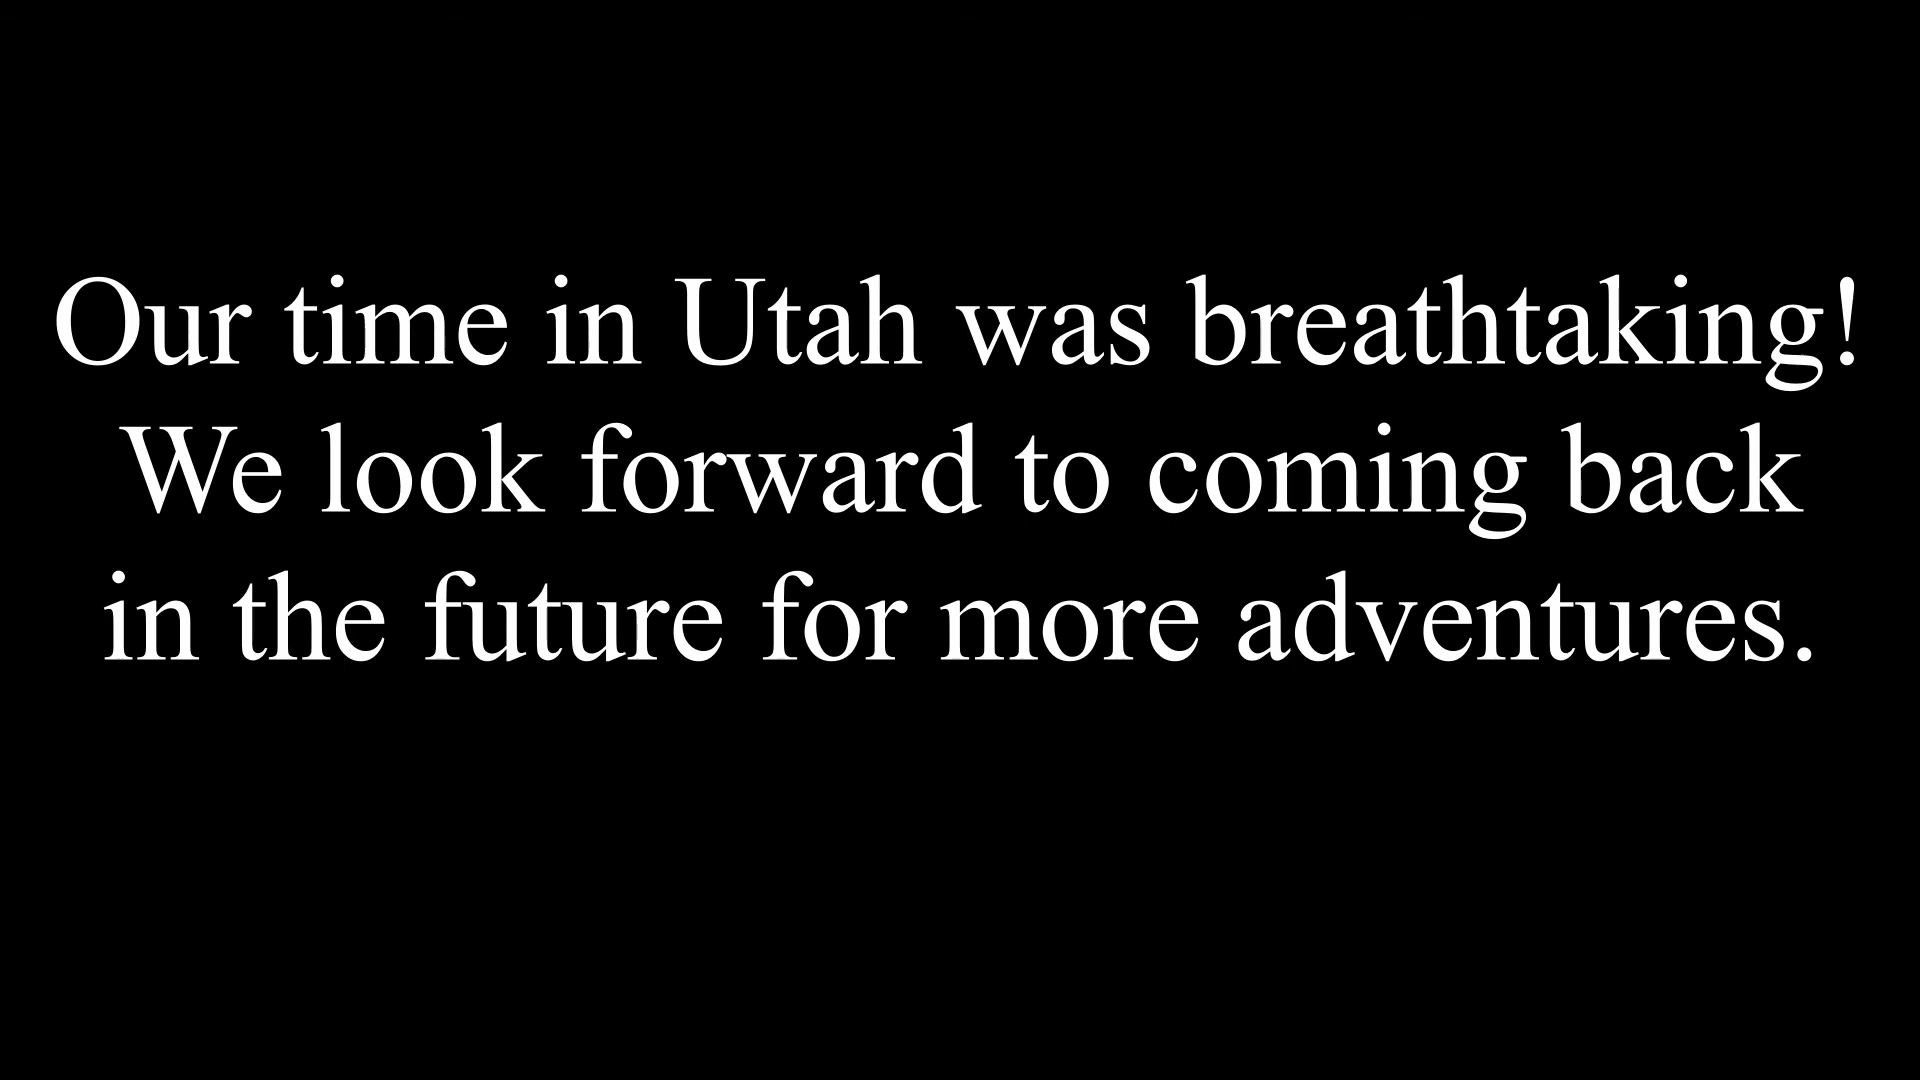 Our time in Utah was breathtaking!
We look forward to coming back
in the future for more adventures.